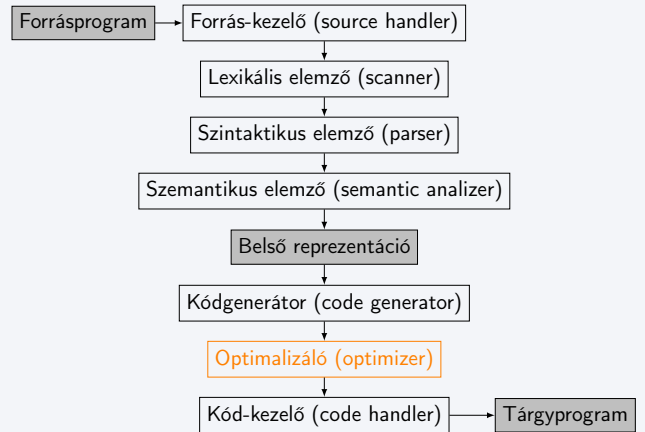 Forrásprogram
Forrás-kezelő (source handler)
Lexikális elemző (scanner)
Szintaktikus elemző (parser)
Szemantikus elemző (semantic analizer)
Belső reprezentáció
Kódgenerátor (code generator)
Optimalizáló (optimizer)
Kód-kezelő (code handler)
Tárgyprogram